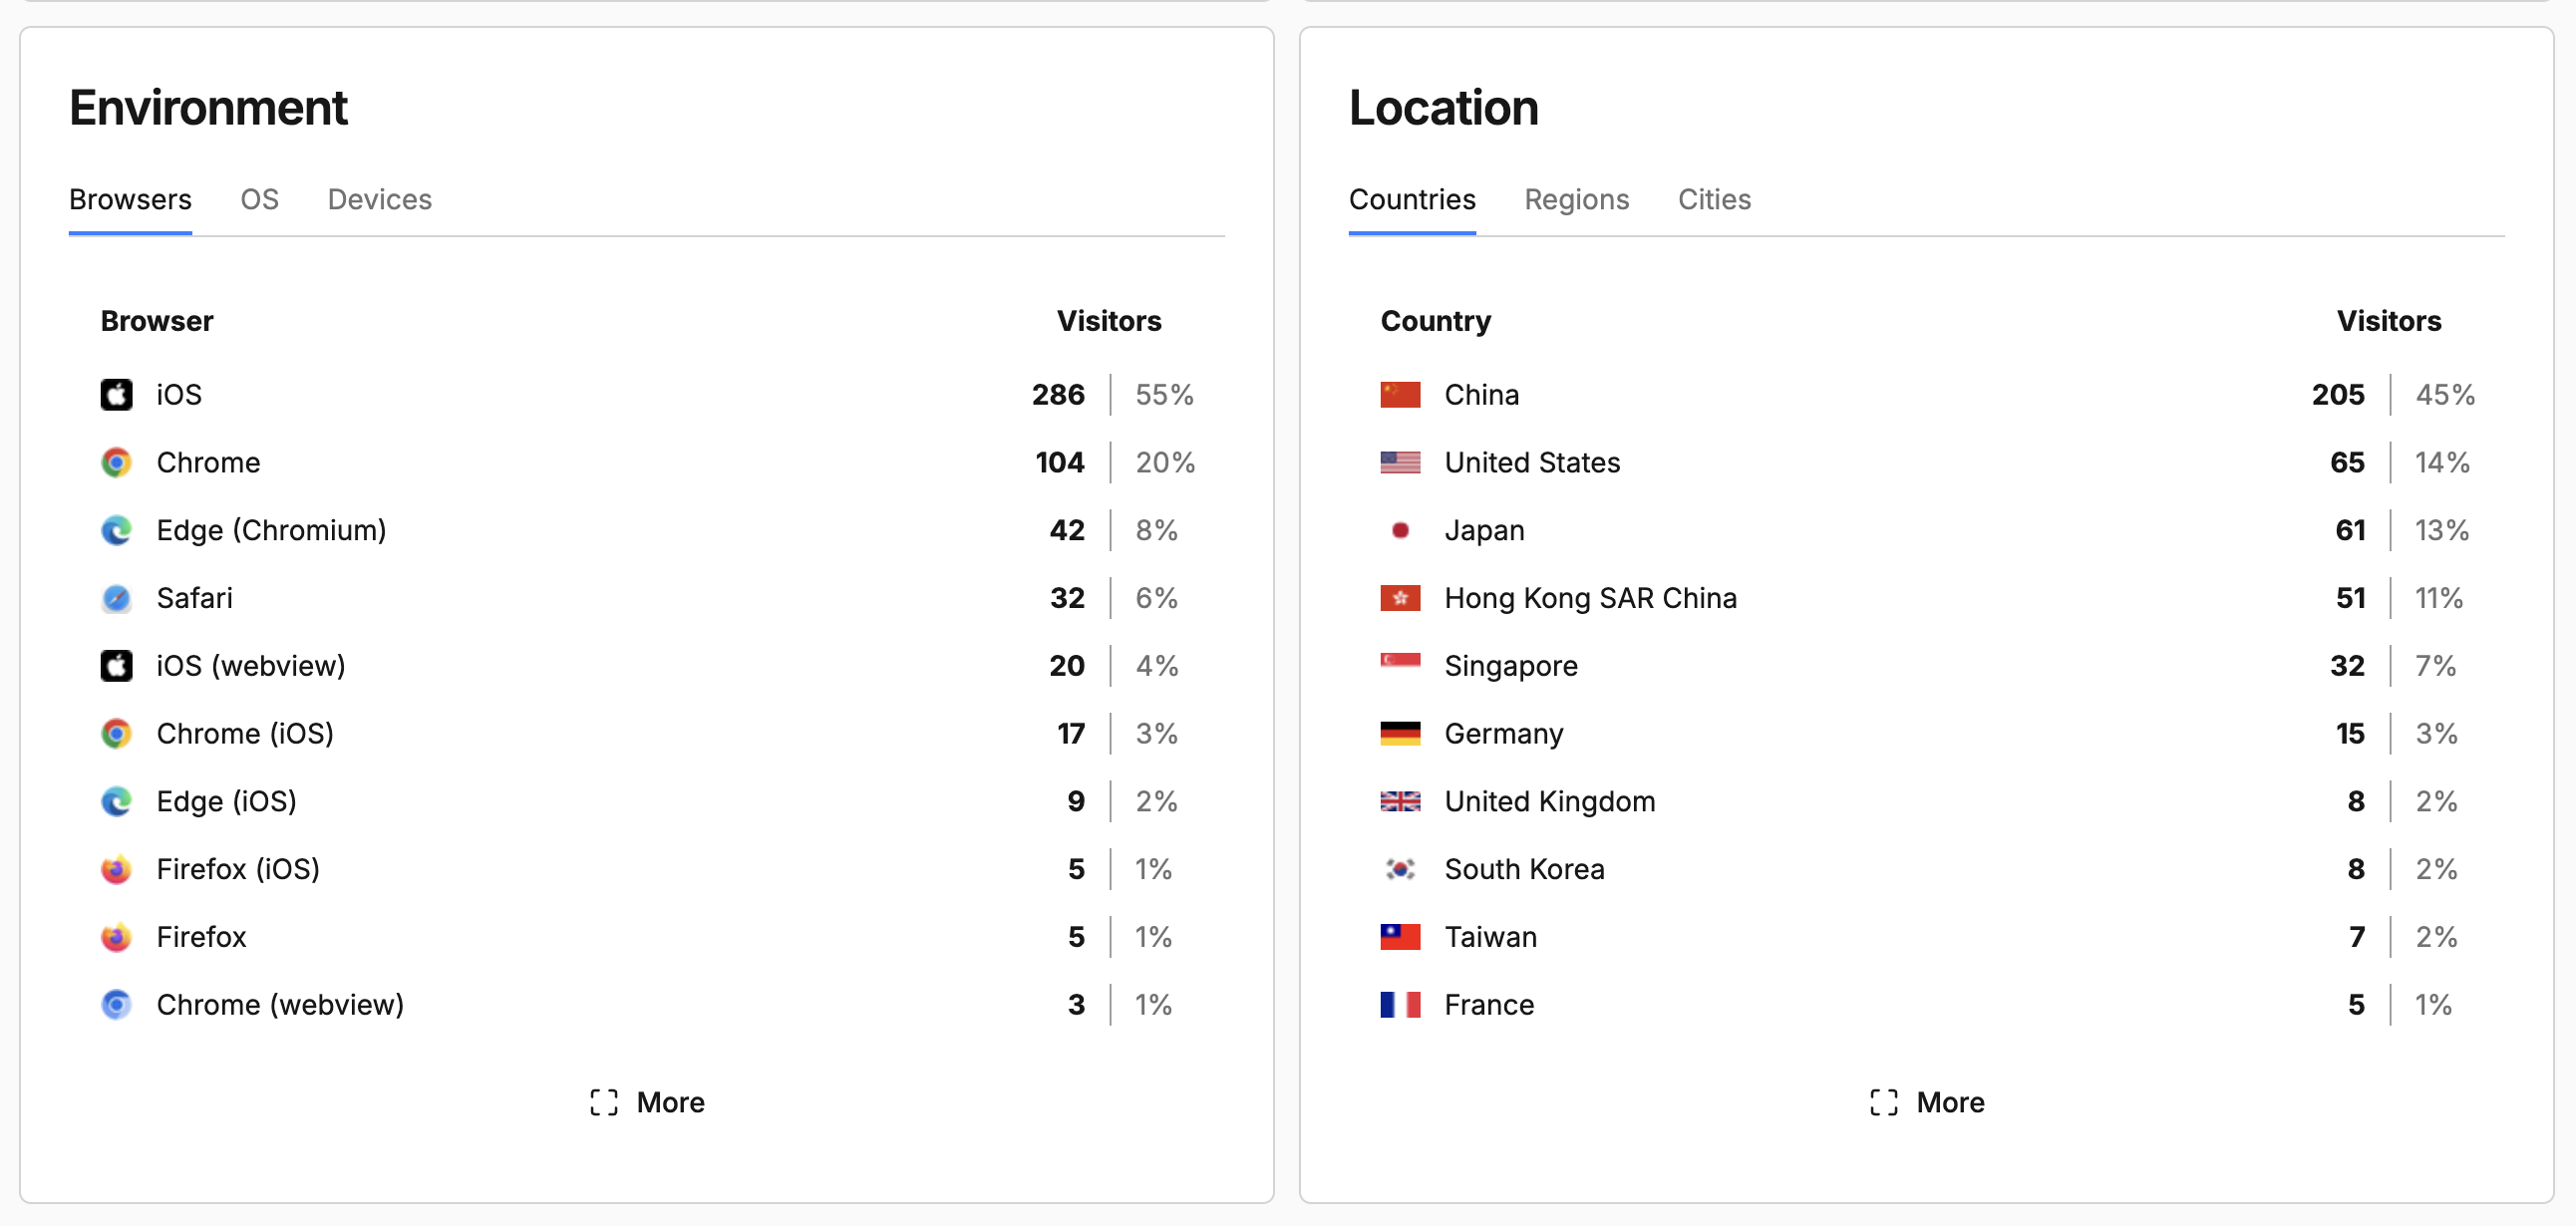 Environment
Browsers OS Devices
Browser Visitors
iOS 286 55%
Chrome 104 20%
Edge (Chromium) 42 8%
Safari 32 6%
iOS (webview) 20 4%
Chrome (iOS) 17 3%
Edge (iOS) 9 2%
Firefox (iOS) 5 1%
Firefox 5 1%
Chrome (webview) 3 1%
More
Location
Countries Regions Cities
Country Visitors
China 205 45%
United States 65 14%
Japan 61 13%
Hong Kong SAR China 51 11%
Singapore 32 7%
Germany 15 3%
United Kingdom 8 2%
South Korea 8 2%
Taiwan 7 2%
France 5 1%
More